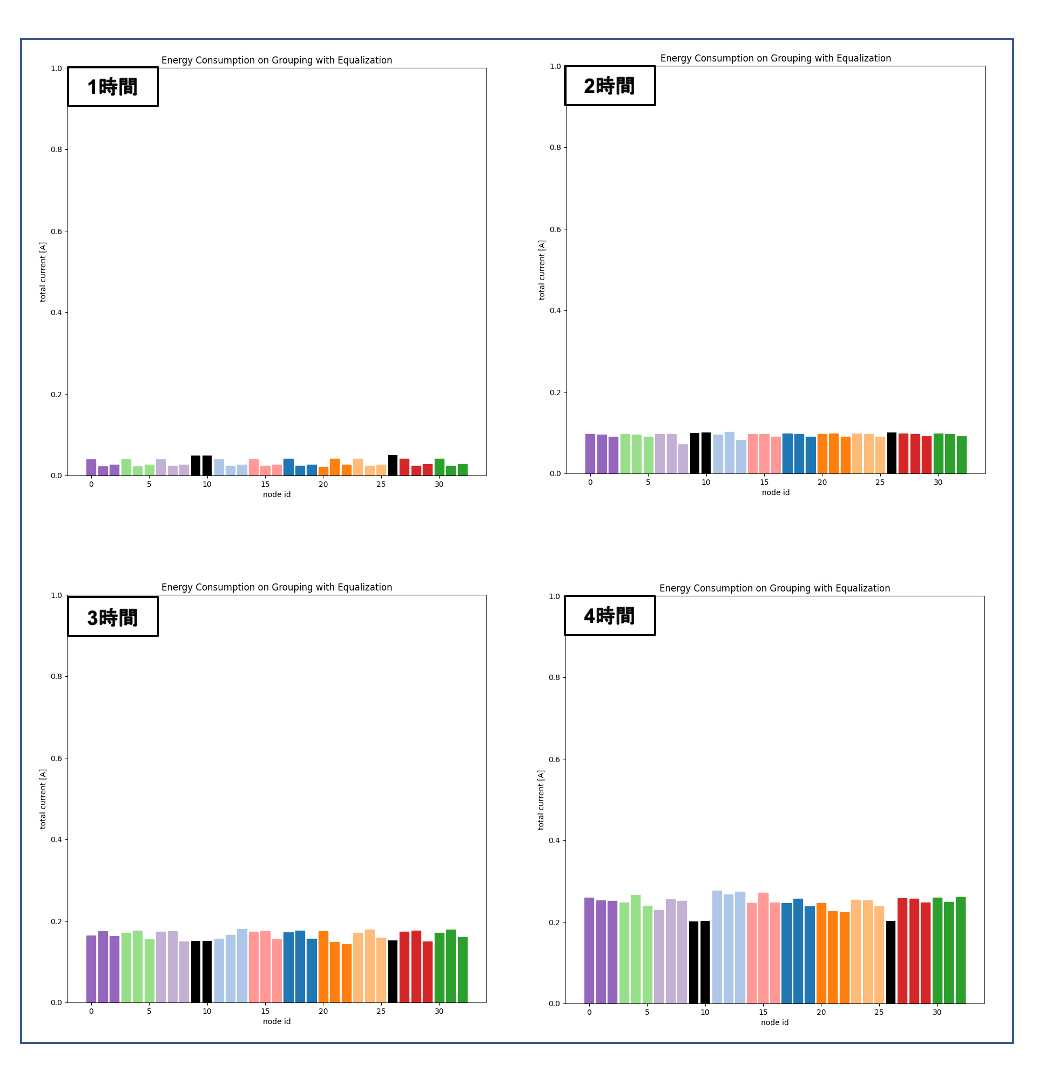 Energy Consumption on Grouping with Equalization
1時間
1.0
0.8
0.6
0.4
0.2
0.0
total current [A]
0 5 10 15 20 25 30
node id
Energy Consumption on Grouping with Equalization
2時間
1.0
0.8
0.6
0.4
0.2
0.0
total current [A]
0 5 10 15 20 25 30
node id
Energy Consumption on Grouping with Equalization
3時間
1.0
0.8
0.6
0.4
0.2
0.0
total current [A]
0 5 10 15 20 25 30
node id
Energy Consumption on Grouping with Equalization
4時間
1.0
0.8
0.6
0.4
0.2
0.0
total current [A]
0 5 10 15 20 25 30
node id